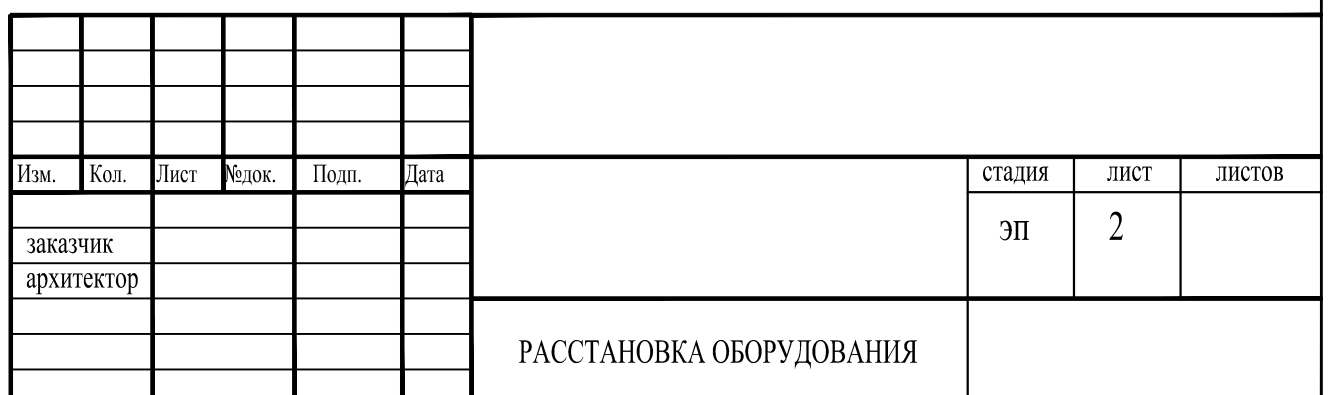 Изм. Кол. Лист №док. Подп. Дата
стадия лист листов
ЭП 2
заказчик
архитектор
РАССТАНОВКА ОБОРУДОВАНИЯ